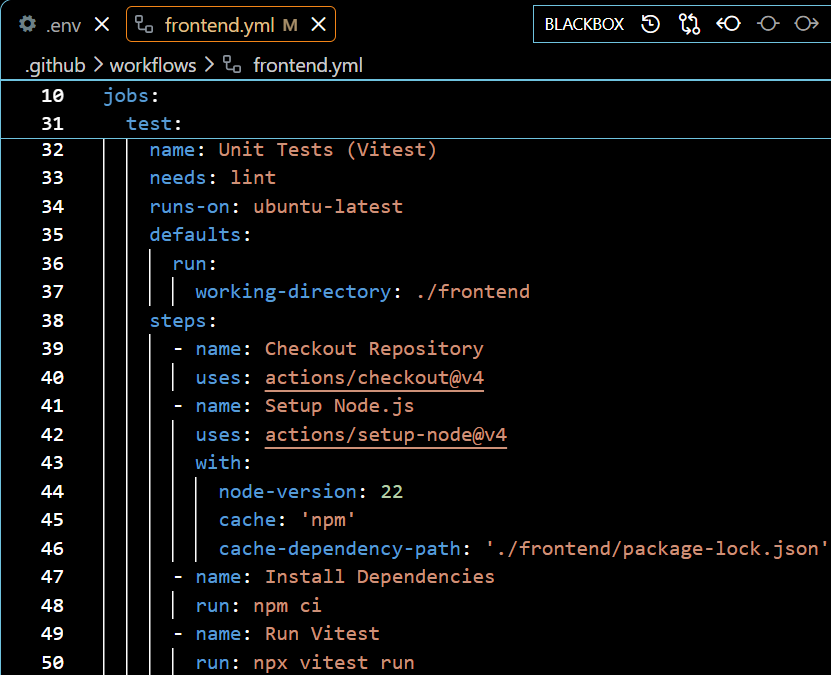 .env
frontend.yml M
BLACKBOX
.github > workflows > frontend.yml
10 jobs:
31 test:
32 name: Unit Tests (Vitest)
33 needs: lint
34 runs-on: ubuntu-latest
35 defaults:
36 run:
37 working-directory: ./frontend
38 steps:
39 - name: Checkout Repository
40 uses: actions/checkout@v4
41 - name: Setup Node.js
42 uses: actions/setup-node@v4
43 with:
44 node-version: 22
45 cache: 'npm'
46 cache-dependency-path: './frontend/package-lock.json'
47 - name: Install Dependencies
48 run: npm ci
49 - name: Run Vitest
50 run: npx vitest run